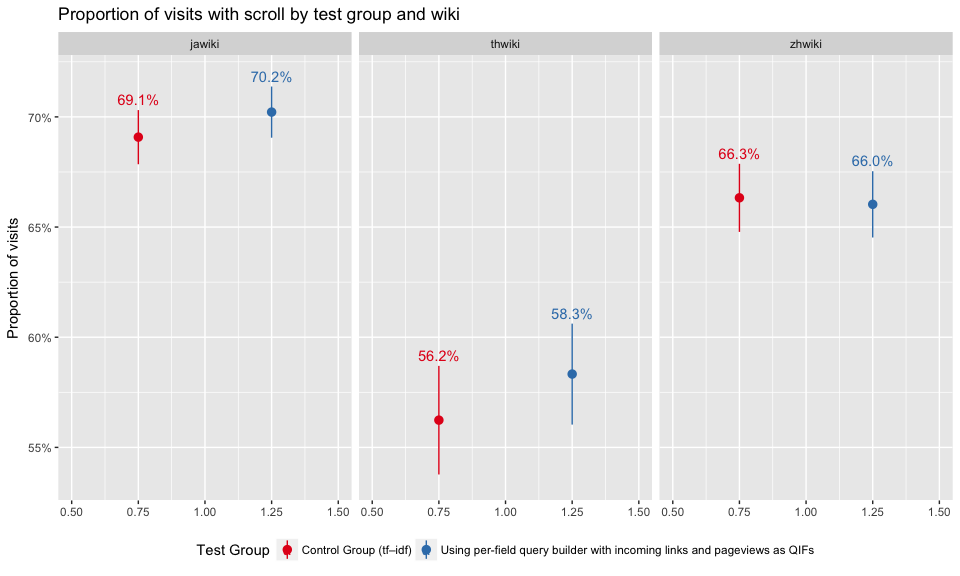 Proportion of visits with scroll by test group and wiki
jawiki thwiki zhwiki
Proportion of visits
70%
65%
60%
55%
69.1%
70.2%
56.2%
58.3%
66.3%
66.0%
0.50 0.75 1.00 1.25 1.50 0.50 0.75 1.00 1.25 1.50 0.50 0.75 1.00 1.25 1.50
Test Group Control Group (tf–idf) Using per-field query builder with incoming links and pageviews as QIFs